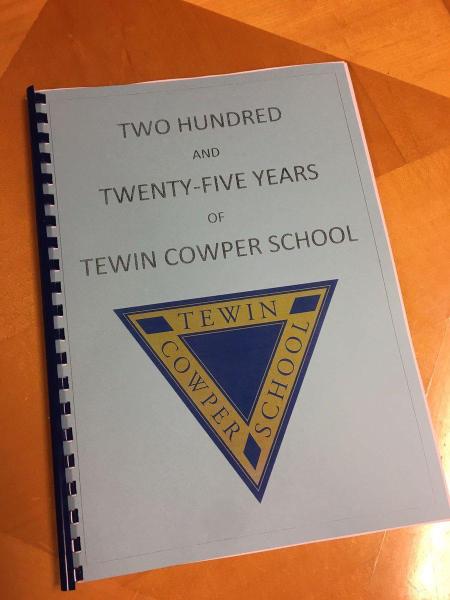 TWO HUNDRED
AND
TWENTY-FIVE YEARS
OF
TEWIN COWPER SCHOOL
TEWIN
COWPER
SCHOOL